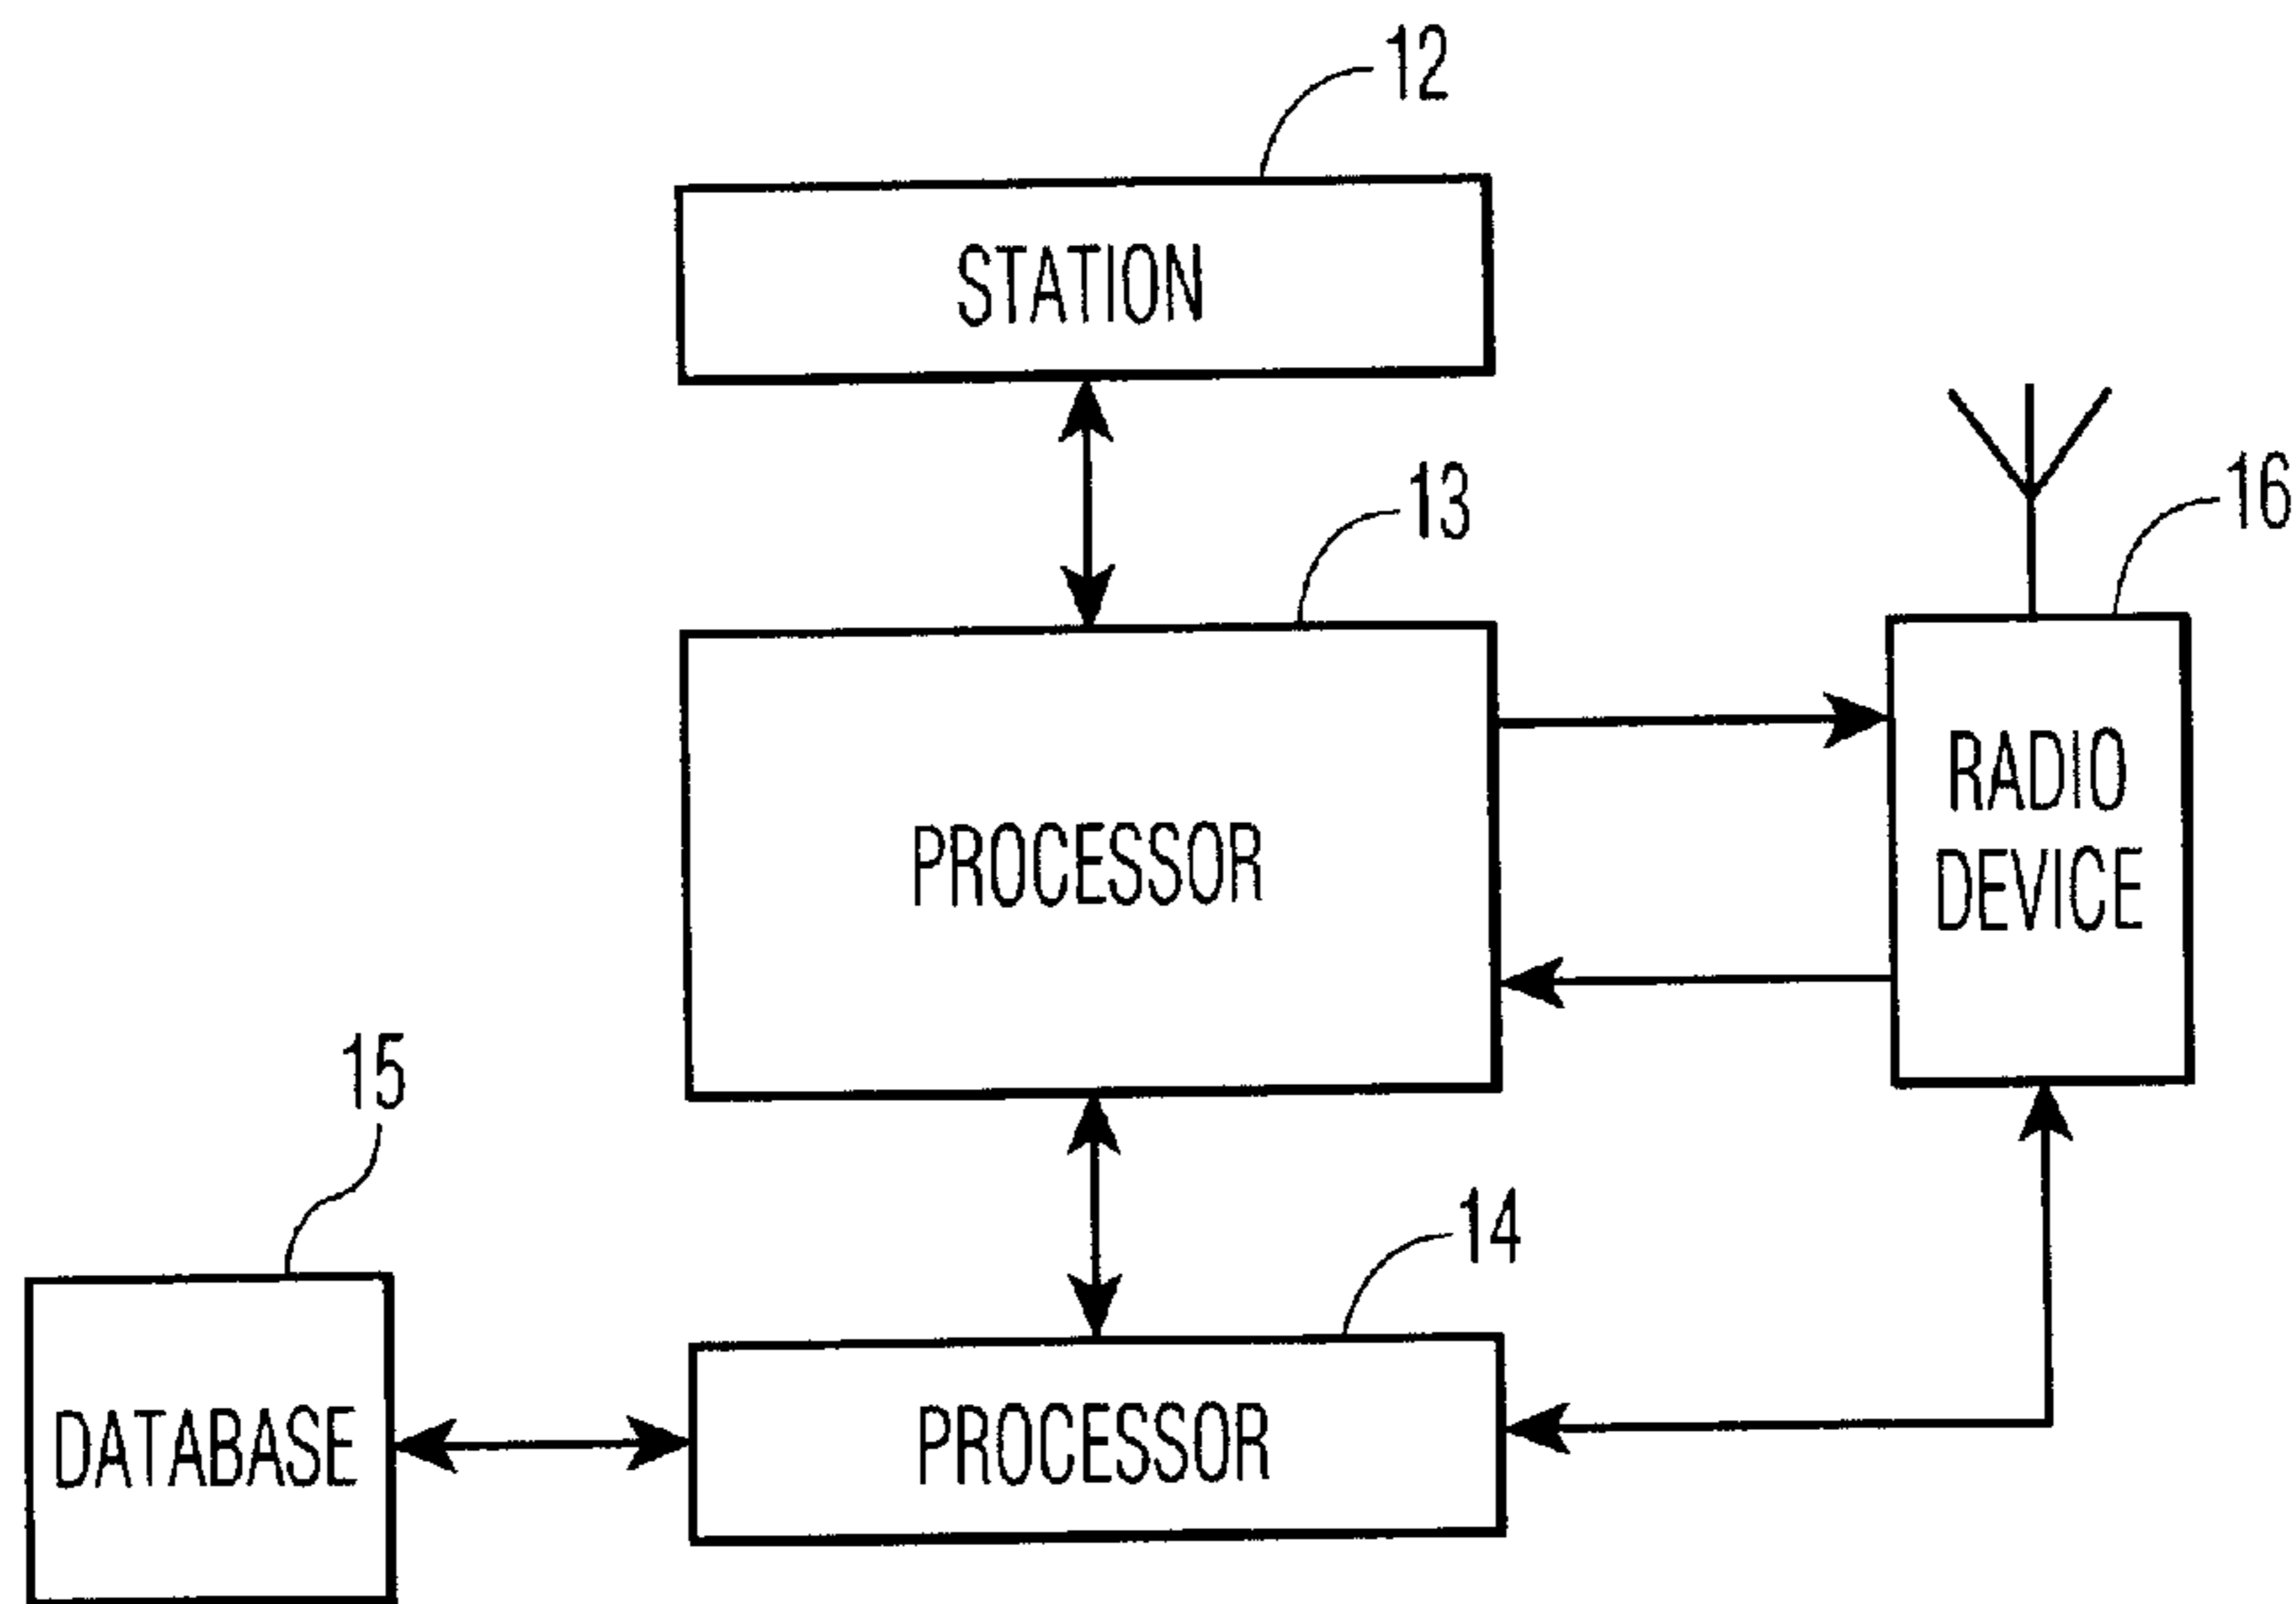 12
STATION
13
16
PROCESSOR
RADIO
DEVICE
15
14
DATABASE
PROCESSOR